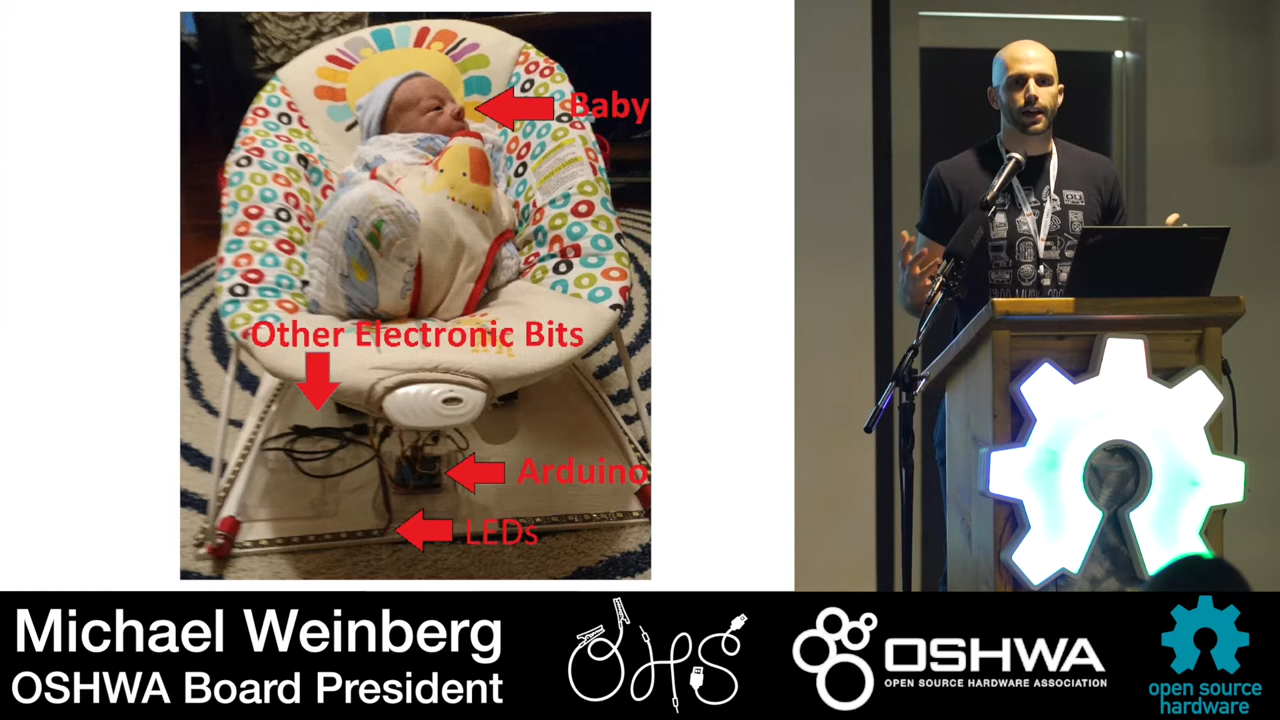 Baby
Other Electronic Bits
Arduino
LEDs
Michael Weinberg
OSHWA Board President
OHS
OSHWA
OPEN SOURCE HARDWARE ASSOCIATION
open source
hardware